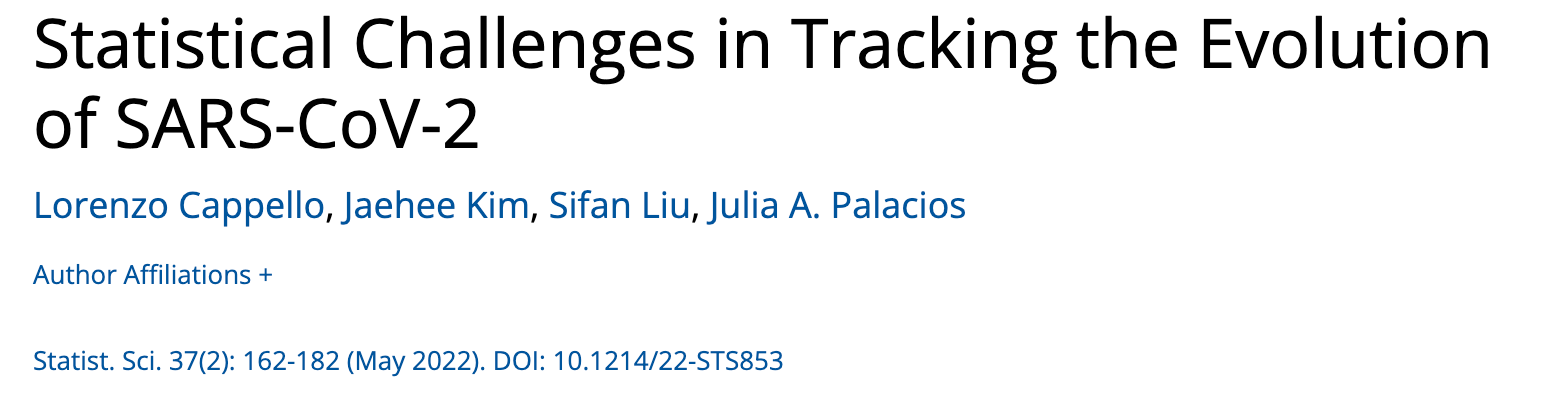 Statistical Challenges in Tracking the Evolution
of SARS-CoV-2
Lorenzo Cappello, Jaehee Kim, Sifan Liu, Julia A. Palacios
Author Affiliations +
Statist. Sci. 37(2): 162-182 (May 2022). DOI: 10.1214/22-STS853